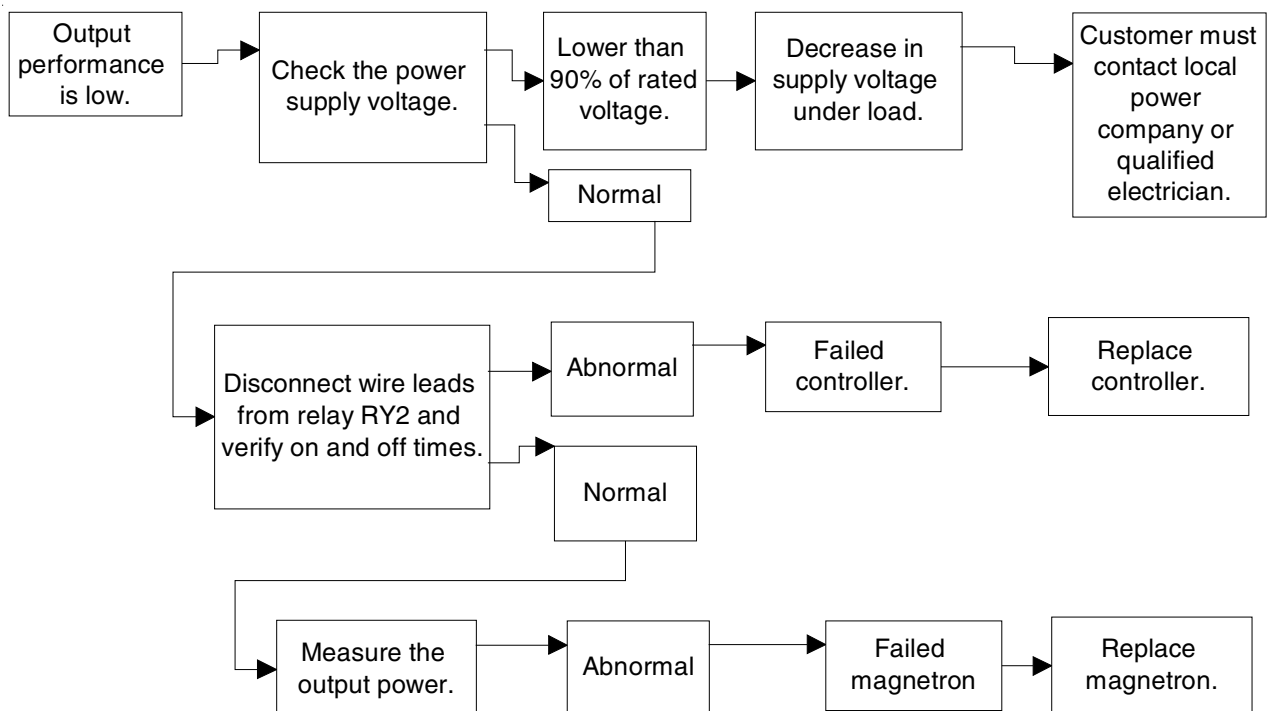 Output
performance
is low.
Check the power
supply voltage.
Lower than
90% of rated
voltage.
Decrease in
supply voltage
under load.
Customer must
contact local
power
company or
qualified
electrician.
Normal
Disconnect wire leads
from relay RY2 and
verify on and off times.
Abnormal
Failed
controller.
Replace
controller.
Normal
Measure the
output power.
Abnormal
Failed
magnetron
Replace
magnetron.